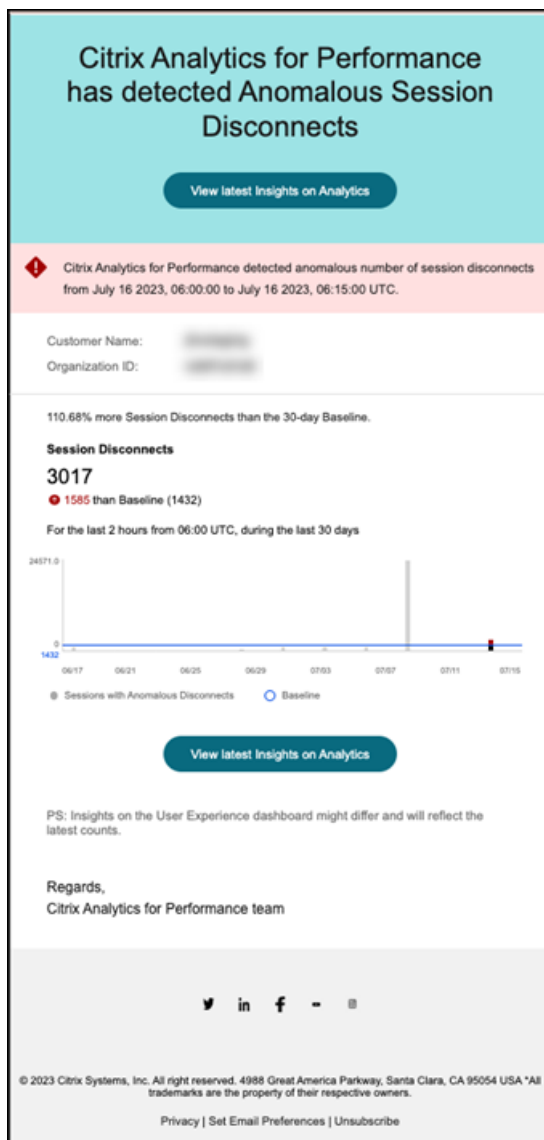 Citrix Analytics for Performance
has detected Anomalous Session
Disconnects
View latest Insights on Analytics
Citrix Analytics for Performance detected anomalous number of session disconnects
from July 16 2023, 06:00:00 to July 16 2023, 06:15:00 UTC.
Customer Name:
Organization ID:
110.68% more Session Disconnects than the 30-day Baseline.
Session Disconnects
3017
1585 than Baseline (1432)
For the last 2 hours from 06:00 UTC, during the last 30 days
24571.0
0
1432
06/17 06/21 06/25 06/29 07/03 07/07 07/11 07/15
Sessions with Anomalous Disconnects Baseline
View latest Insights on Analytics
PS: Insights on the User Experience dashboard might differ and will reflect the
latest counts.
Regards,
Citrix Analytics for Performance team
© 2023 Citrix Systems, Inc. All right reserved. 4988 Great America Parkway, Santa Clara, CA 95054 USA *All
trademarks are the property of their respective owners.
Privacy | Set Email Preferences | Unsubscribe